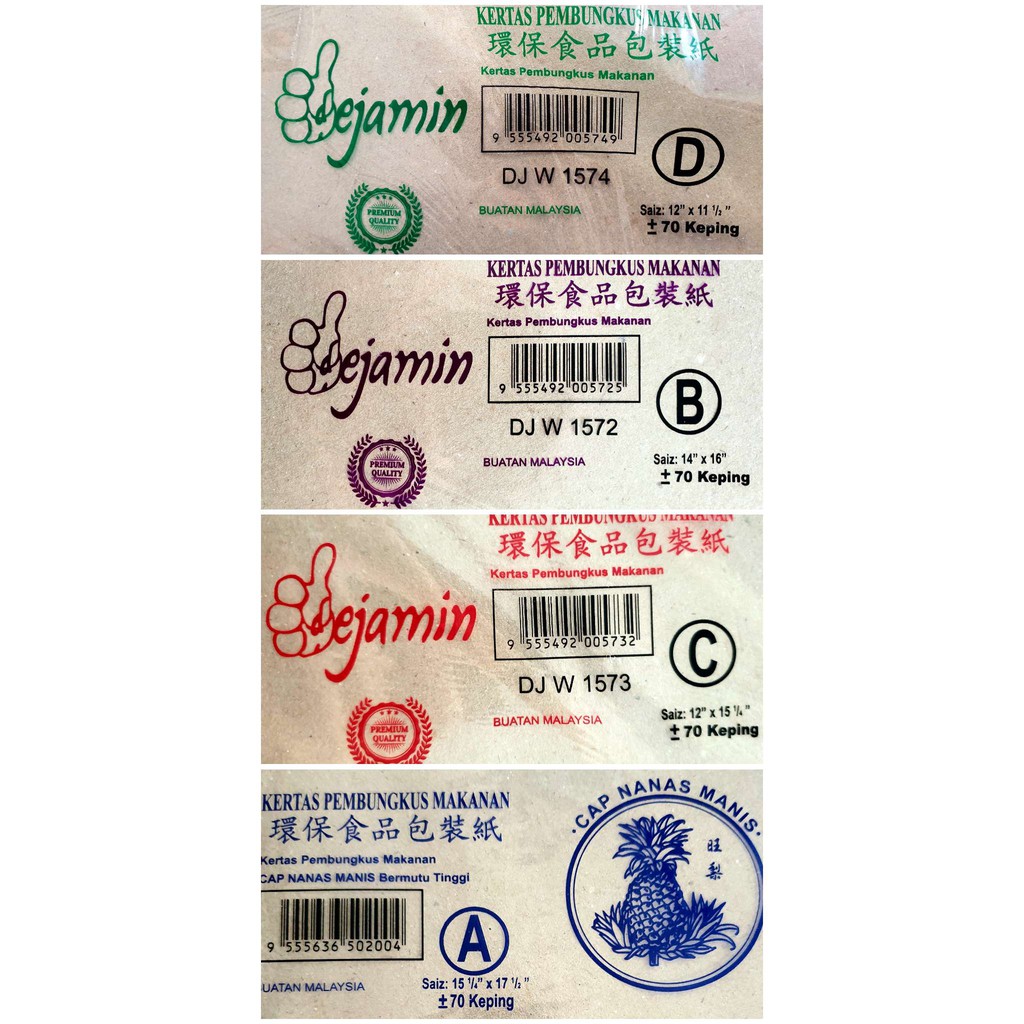 KERTAS PEMBUNGKUS MAKANAN
環保食品包裝紙
Kertas Pembungkus Makanan
dejamin
9 555492 005749
DJ W 1574
D
PREMIUM
QUALITY
BUATAN MALAYSIA
Saiz: 12" x 11 1/2 "
± 70 Keping
KERTAS PEMBUNGKUS MAKANAN
環保食品包裝紙
Kertas Pembungkus Makanan
dejamin
9 555492 005725
DJ W 1572
B
PREMIUM
QUALITY
BUATAN MALAYSIA
Saiz: 14" x 16"
± 70 Keping
KERTAS PEMBUNGKUS MAKANAN
環保食品包裝紙
Kertas Pembungkus Makanan
dejamin
9 555492 005732
DJ W 1573
C
PREMIUM
QUALITY
BUATAN MALAYSIA
Saiz: 12" x 15 1/4 "
± 70 Keping
KERTAS PEMBUNGKUS MAKANAN
環保食品包裝紙
Kertas Pembungkus Makanan
CAP NANAS MANIS Bermutu Tinggi
9 555636 502004
A
UATAN MALAYSIA
Saiz: 15 1/4" x 17 1/2 "
±70 Keping
·CAP NANAS MANIS·
旺梨